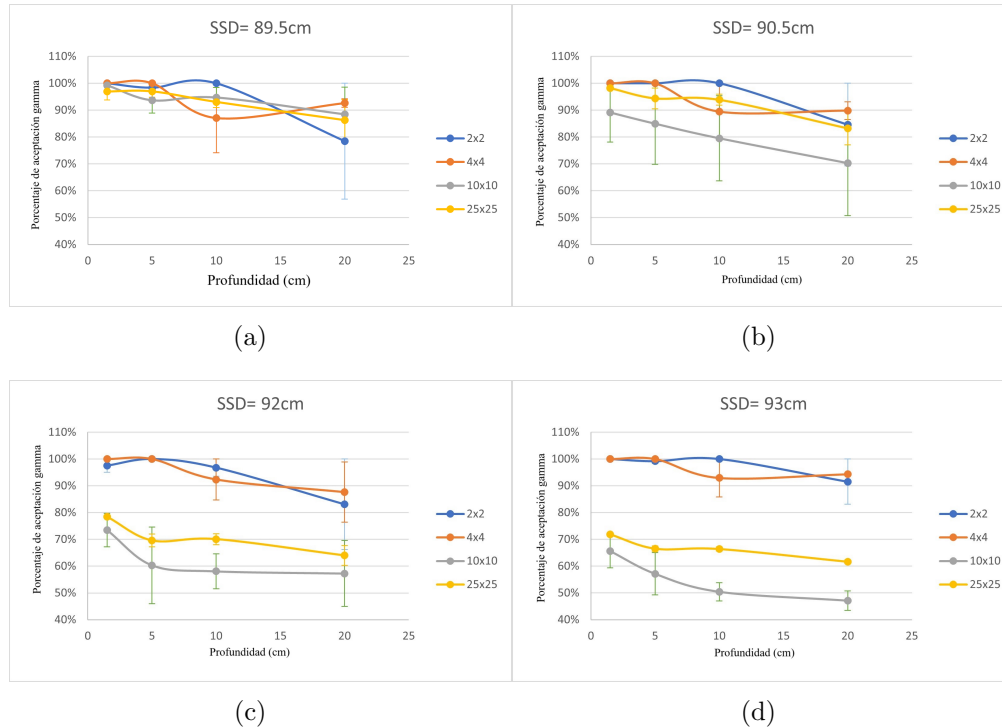 SSD= 89.5cm
Porcentaje de aceptación gamma
110%
100%
90%
80%
70%
60%
50%
40%
0 5 10 15 20 25
Profundidad (cm)
2x2
4x4
10x10
25x25
(a)
SSD= 90.5cm
Porcentaje de aceptación gamma
110%
100%
90%
80%
70%
60%
50%
40%
0 5 10 15 20 25
Profundidad (cm)
2x2
4x4
10x10
25x25
(b)
SSD= 92cm
Porcentaje de aceptación gamma
110%
100%
90%
80%
70%
60%
50%
40%
0 5 10 15 20 25
Profundidad (cm)
2x2
4x4
10x10
25x25
(c)
SSD= 93cm
Porcentaje de aceptación gamma
110%
100%
90%
80%
70%
60%
50%
40%
0 5 10 15 20 25
Profundidad (cm)
2x2
4x4
10x10
25x25
(d)